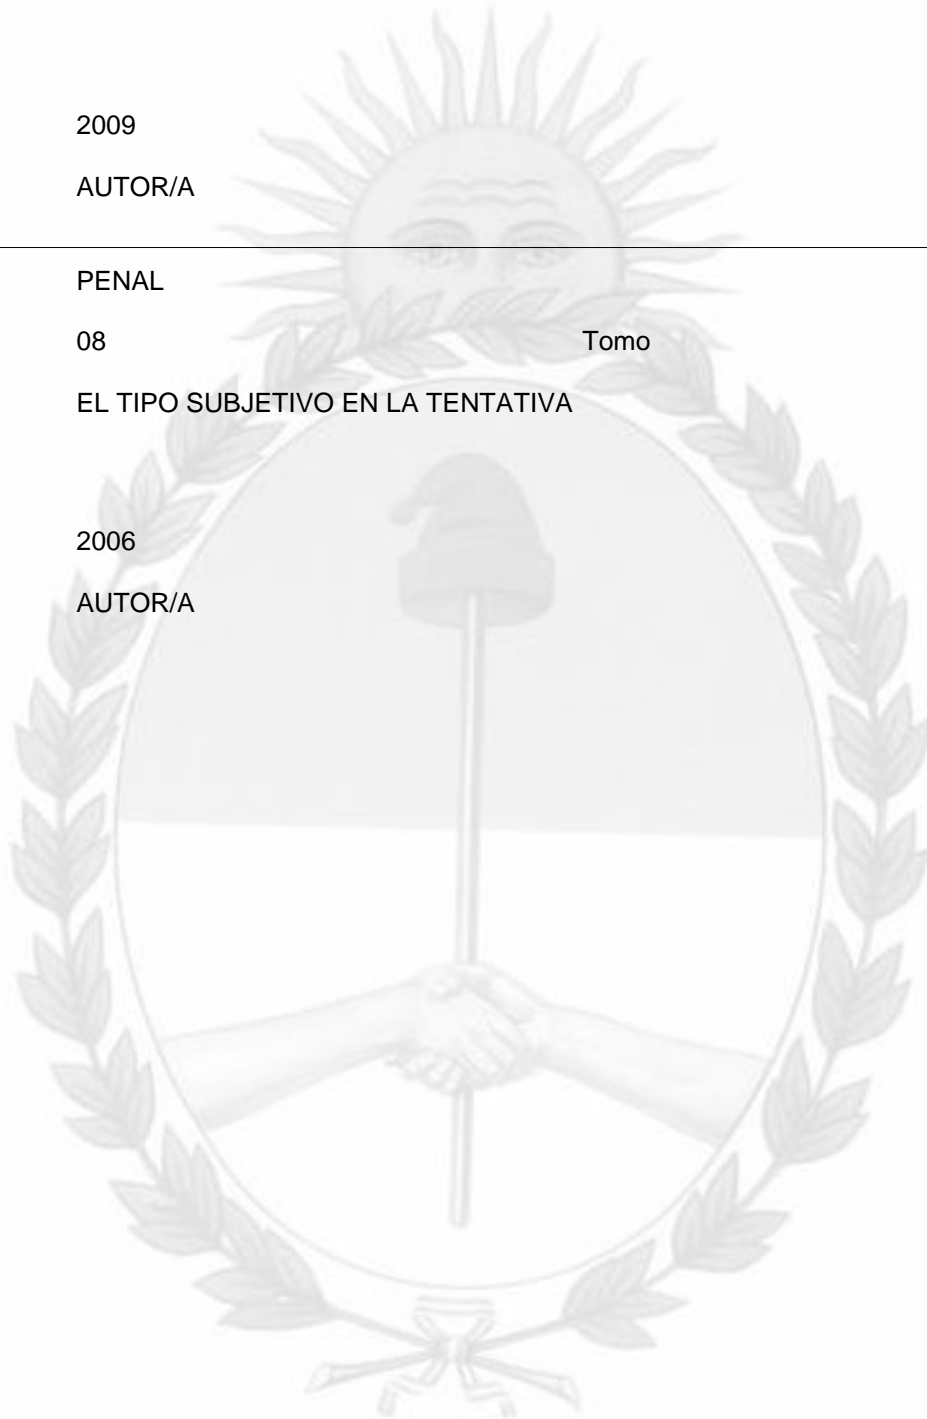 2009
AUTOR/A
PENAL
08 Tomo
EL TIPO SUBJETIVO EN LA TENTATIVA
2006
AUTOR/A